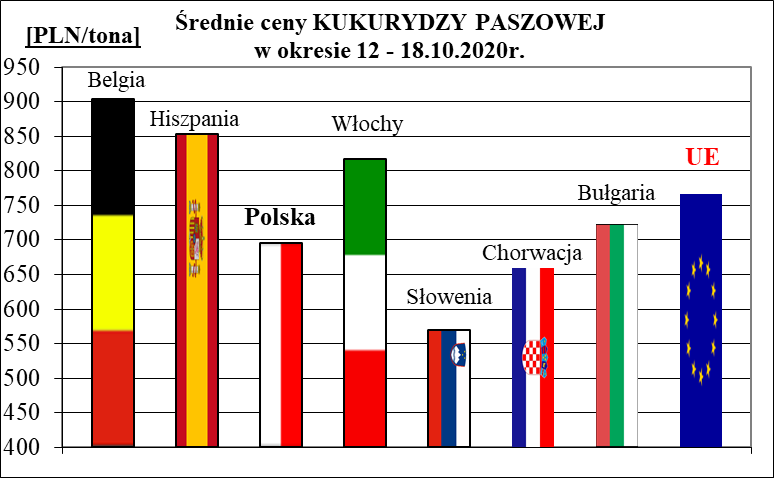 Średnie ceny KUKURYDZY PASZOWEJ
w okresie 12 - 18.10.2020r.
[PLN/tona]
950
900
850
800
750
700
650
600
550
500
450
400
Belgia
Hiszpania
Polska
Włochy
Słowenia
Chorwacja
Bułgaria
UE